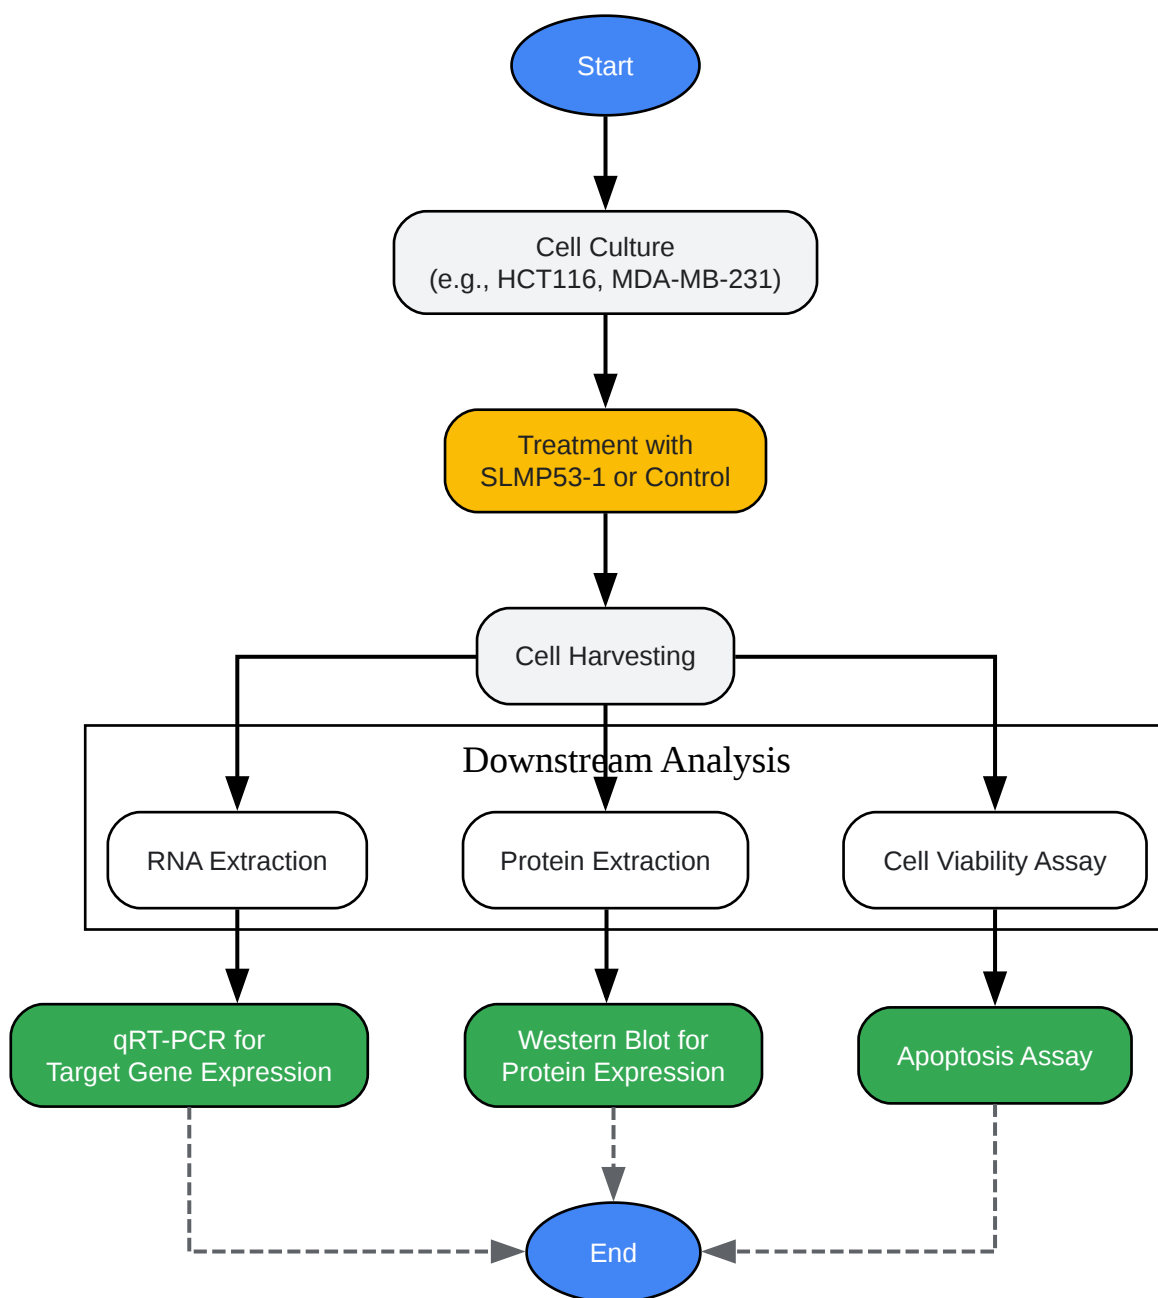 Start
Cell Culture
(e.g., HCT116, MDA-MB-231)
Treatment with
SLMP53-1 or Control
Cell Harvesting
Downstream Analysis
RNA Extraction
Protein Extraction
Cell Viability Assay
qRT-PCR for
Target Gene Expression
Western Blot for
Protein Expression
Apoptosis Assay
End